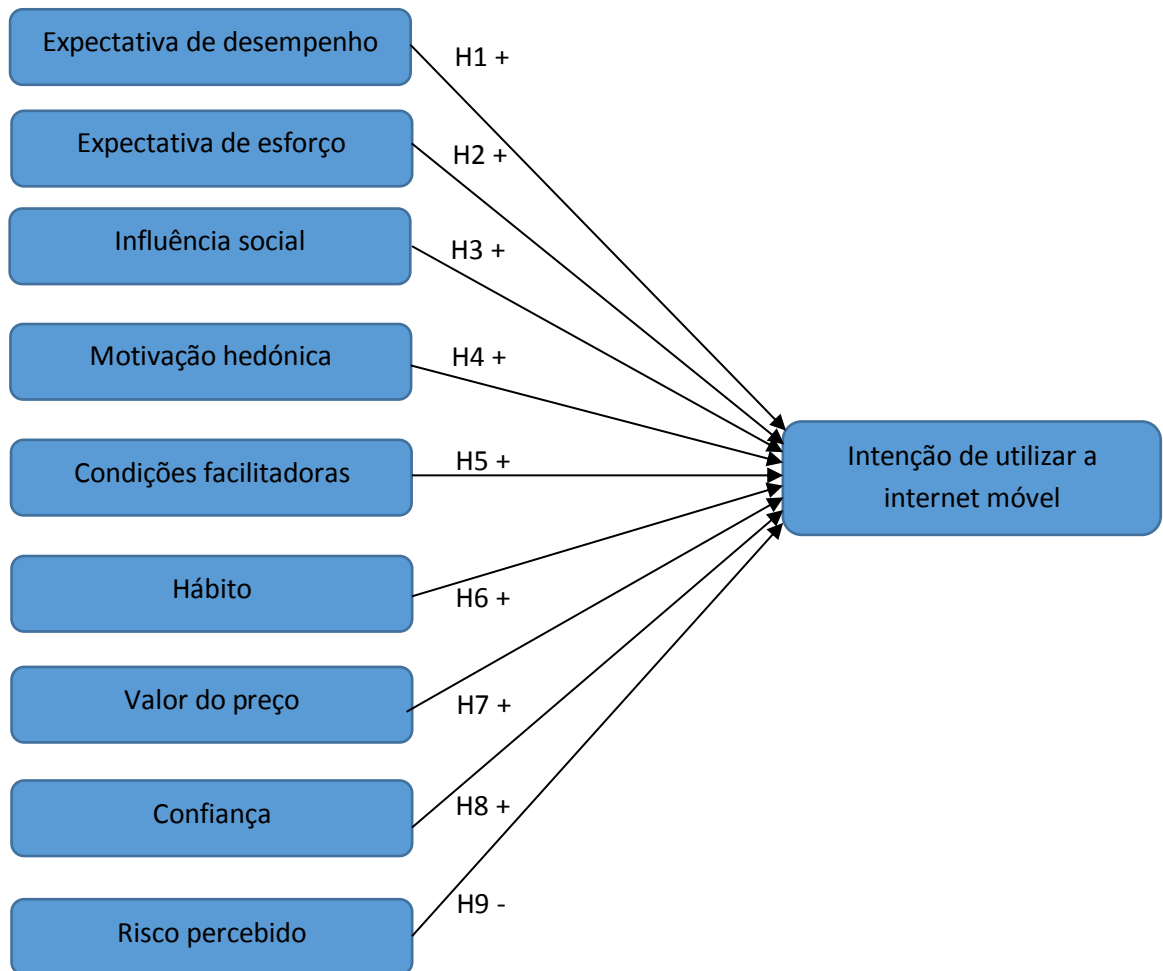 Expectativa de desempenho
H1 +
Expectativa de esforço
H2 +
Influência social
H3 +
Motivação hedónica
H4 +
Condições facilitadoras
H5 +
Intenção de utilizar a
internet móvel
Hábito
H6 +
Valor do preço
H7 +
Confiança
H8 +
Risco percebido
H9 -